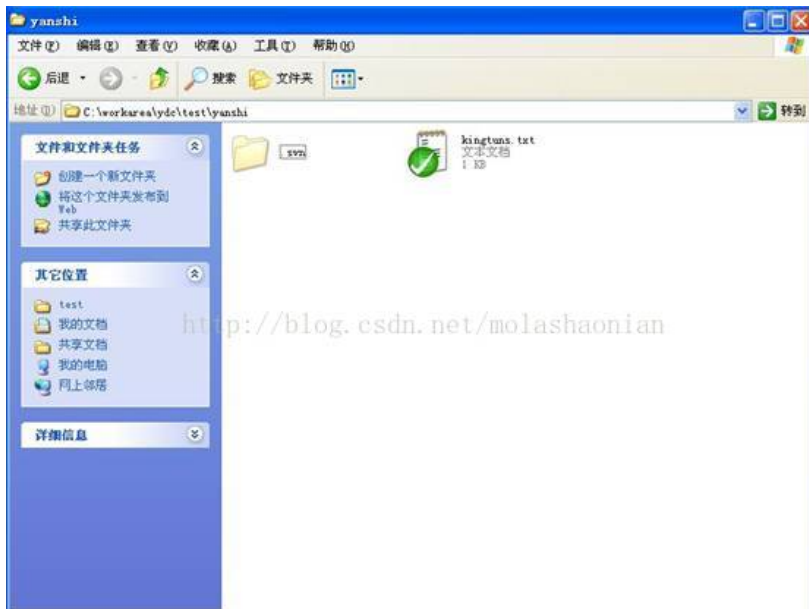 yanshi
文件(F) 编辑(E) 查看(V) 收藏(A) 工具(T) 帮助(H)
后退 搜索 文件夹
地址(D) C:\workarea\ydc\test\yanshi 转到
文件和文件夹任务
创建一个新文件夹
将这个文件夹发布到
Web
共享此文件夹
其它位置
test
我的文档
共享文档
我的电脑
网上邻居
详细信息
svn
kingtuns.txt
文本文档
1 KB
http://blog.csdn.net/molashaonian